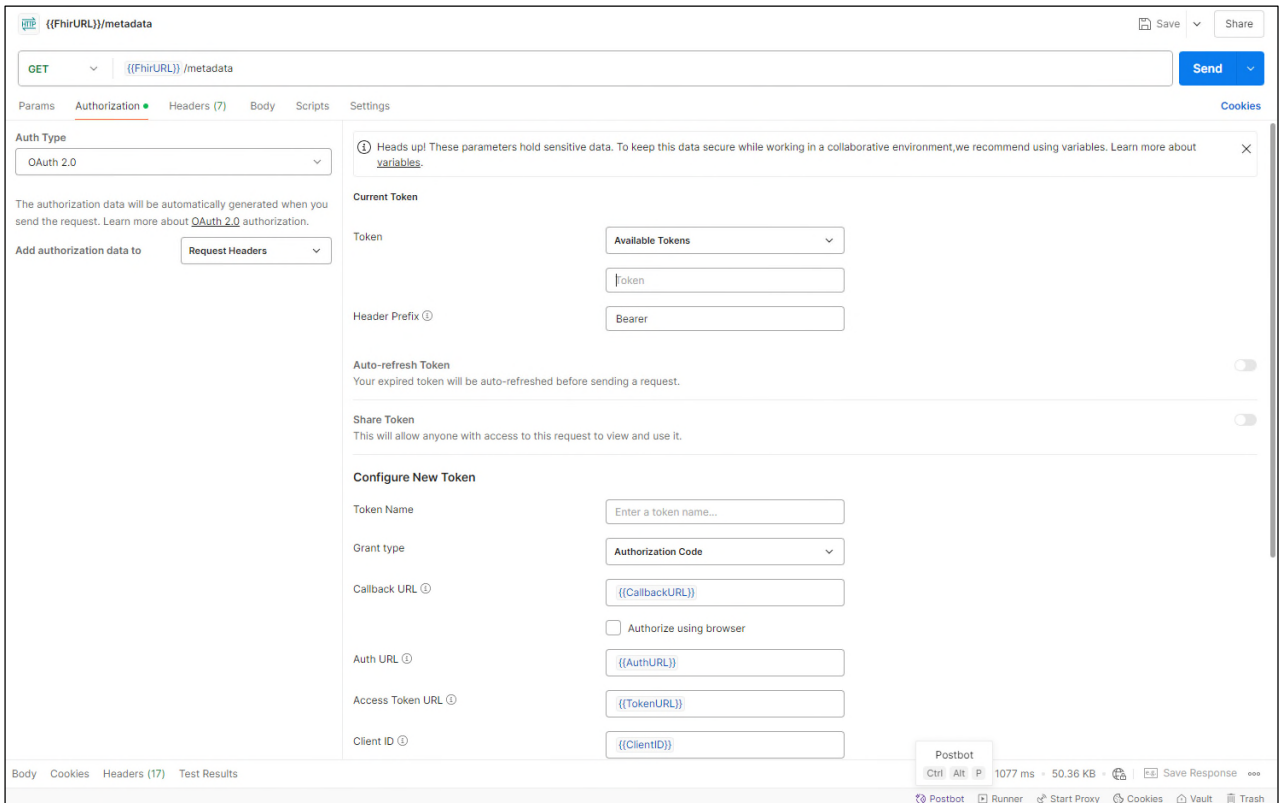 HTTP {{FhirURL}}/metadata
Save
Share
GET
{{FhirURL}} /metadata
Send
Params Authorization Headers (7) Body Scripts Settings
Cookies
Auth Type
OAuth 2.0
The authorization data will be automatically generated when you
send the request. Learn more about OAuth 2.0 authorization.
Add authorization data to
Request Headers
Heads up! These parameters hold sensitive data. To keep this data secure while working in a collaborative environment,we recommend using variables. Learn more about
variables.
Current Token
Token
Available Tokens
Token
Header Prefix
Bearer
Auto-refresh Token
Your expired token will be auto-refreshed before sending a request.
Share Token
This will allow anyone with access to this request to view and use it.
Configure New Token
Token Name
Enter a token name...
Grant type
Authorization Code
Callback URL
{{CallbackURL}}
Authorize using browser
Auth URL
{{AuthURL}}
Access Token URL
{{TokenURL}}
Client ID
{{ClientID}}
Postbot
Ctrl Alt P
Body Cookies Headers (17) Test Results
1077 ms 50.36 KB
e.g. Save Response
Postbot Runner Start Proxy Cookies Vault Trash